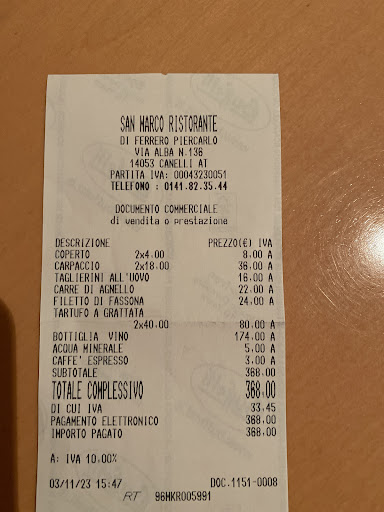 SAN MARCO RISTORANTE
DI FERRERO PIERCARLO
VIA ALBA N.136
14053 CANELLI AT
PARTITA IVA: 00043230051
TELEFONO : 0141.82.35.44
DOCUMENTO COMMERCIALE
di vendita o prestazione
DESCRIZIONE PREZZO(€) IVA
COPERTO 2x4.00 8,00 A
CARPACCIO 2x18.00 36,00 A
TAGLIERINI ALL'UOVO 16,00 A
CARRE DI AGNELLO 22,00 A
FILETTO DI FASSONA 24,00 A
TARTUFO A GRATTATA
2x40.00 80,00 A
BOTTIGLIA VINO 174,00 A
ACQUA MINERALE 5,00 A
CAFFE' ESPRESSO 3,00 A
SUBTOTALE 368,00
TOTALE COMPLESSIVO 368,00
DI CUI IVA 33,45
PAGAMENTO ELETTRONICO 368,00
IMPORTO PAGATO 368,00
A: IVA 10,00%
03/11/23 15:47 DOC.1151-0008
RT 96MKR005991